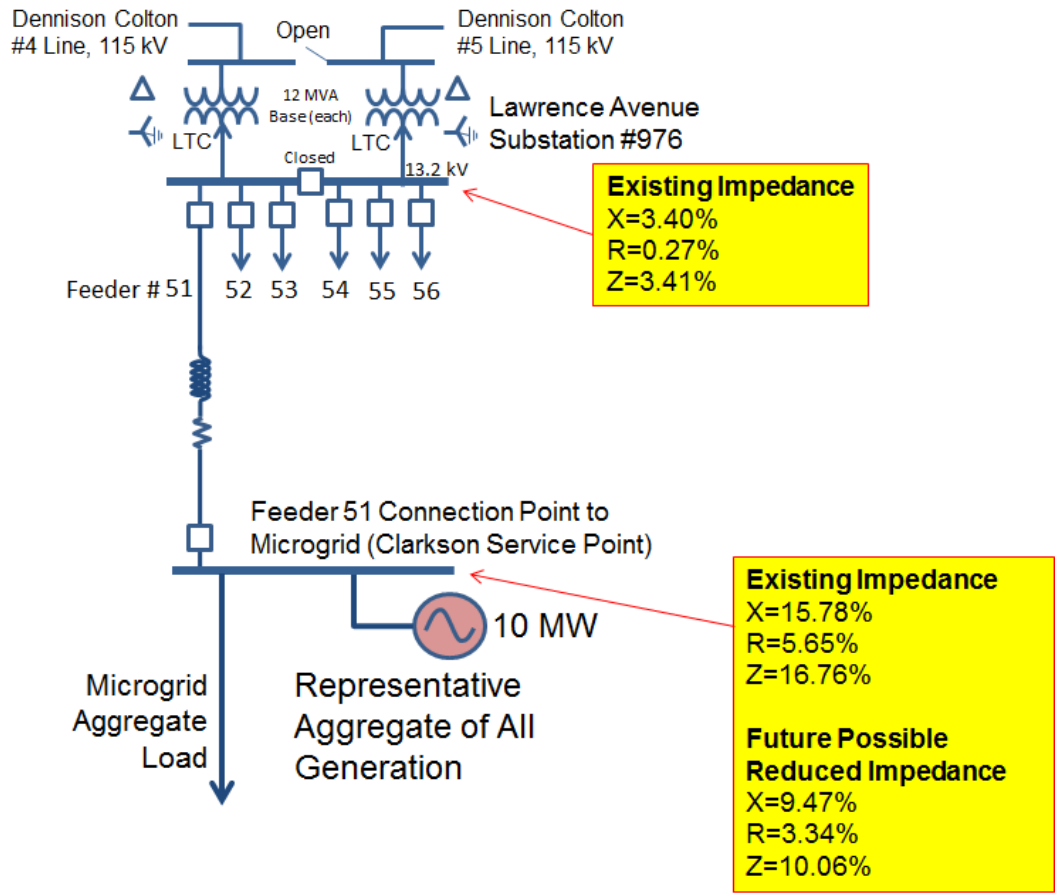 Dennison Colton
#4 Line, 115 kV
Open
Dennison Colton
#5 Line, 115 kV
12 MVA
Base (each)
LTC
LTC
Lawrence Avenue
Substation #976
Closed
13.2 kV
Existing Impedance
X=3.40%
R=0.27%
Z=3.41%
Feeder # 51
52
53
54
55
56
Feeder 51 Connection Point to
Microgrid (Clarkson Service Point)
10 MW
Microgrid
Aggregate
Load
Representative
Aggregate of All
Generation
Existing Impedance
X=15.78%
R=5.65%
Z=16.76%
Future Possible
Reduced Impedance
X=9.47%
R=3.34%
Z=10.06%